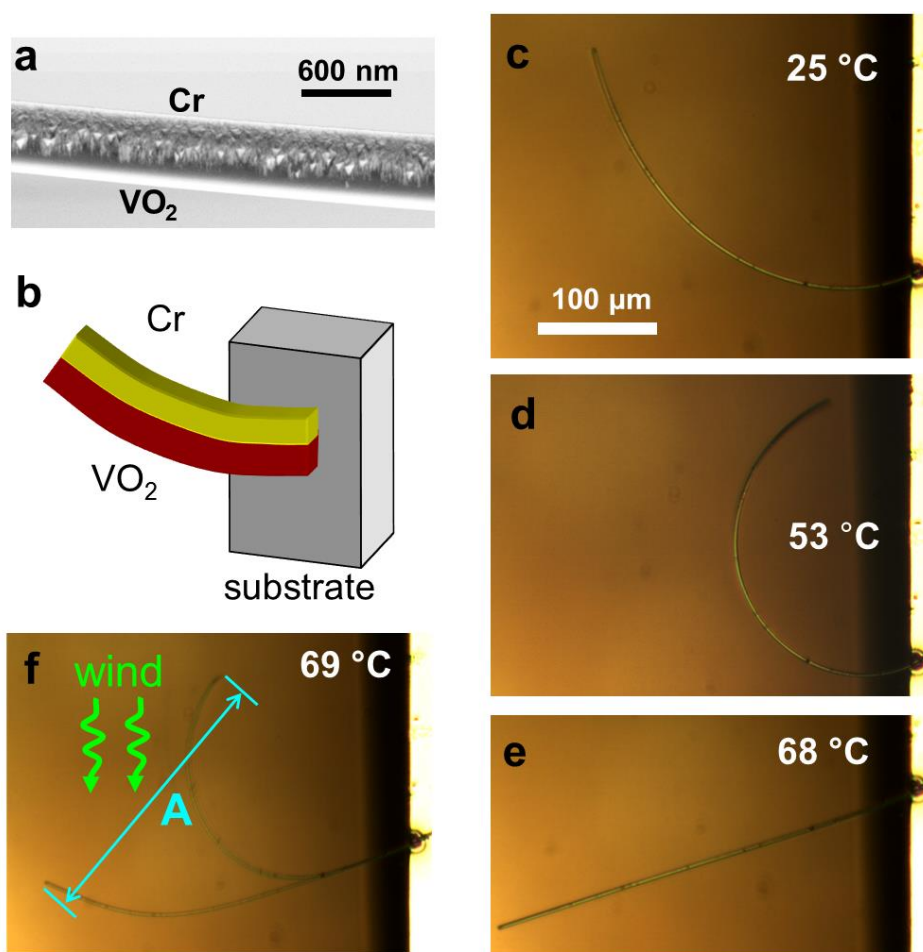 a
600 nm
Cr
VO₂
b
Cr
VO₂
substrate
c
25 °C
100 µm
d
53 °C
e
68 °C
f
wind
69 °C
A